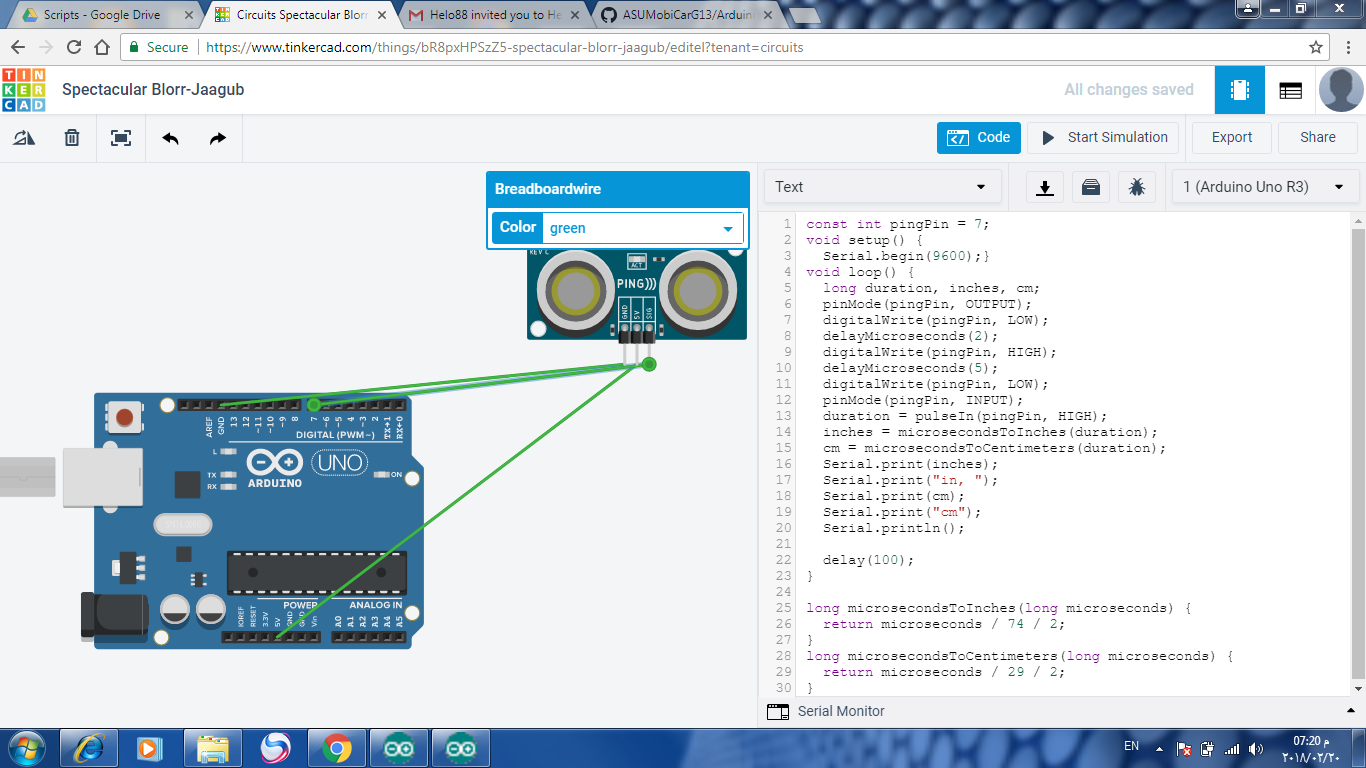 Scripts - Google Drive
Circuits Spectacular Blorr
Helo88 invited you to He
ASUMobiCarG13/Arduin
Secure
https://www.tinkercad.com/things/bR8pxHPSzZ5-spectacular-blorr-jaagub/editel?tenant=circuits
TIN
KER
CAD
Spectacular Blorr-Jaagub
All changes saved
Code
Start Simulation
Export
Share
Breadboardwire
Color green
REV C
ACT
PING)))
GND
5V
SIG
AREF
GND
13
12
~11
~10
~9
8
7
~6
~5
4
~3
2
TX→1
RX←0
DIGITAL (PWM~)
L
TX
RX
UNO
ARDUINO
ON
POWER
ANALOG IN
IOREF
RESET
3.3V
5V
GND
GND
Vin
A0
A1
A2
A3
A4
A5
Text
1 (Arduino Uno R3)
1 const int pingPin = 7;
2 void setup() {
3 Serial.begin(9600);}
4 void loop() {
5 long duration, inches, cm;
6 pinMode(pingPin, OUTPUT);
7 digitalWrite(pingPin, LOW);
8 delayMicroseconds(2);
9 digitalWrite(pingPin, HIGH);
10 delayMicroseconds(5);
11 digitalWrite(pingPin, LOW);
12 pinMode(pingPin, INPUT);
13 duration = pulseIn(pingPin, HIGH);
14 inches = microsecondsToInches(duration);
15 cm = microsecondsToCentimeters(duration);
16 Serial.print(inches);
17 Serial.print("in, ");
18 Serial.print(cm);
19 Serial.print("cm");
20 Serial.println();
21
22 delay(100);
23 }
24
25 long microsecondsToInches(long microseconds) {
26 return microseconds / 74 / 2;
27 }
28 long microsecondsToCentimeters(long microseconds) {
29 return microseconds / 29 / 2;
30 }
Serial Monitor
EN
07:20 م
٢٠١٨/٠٢/٢٠